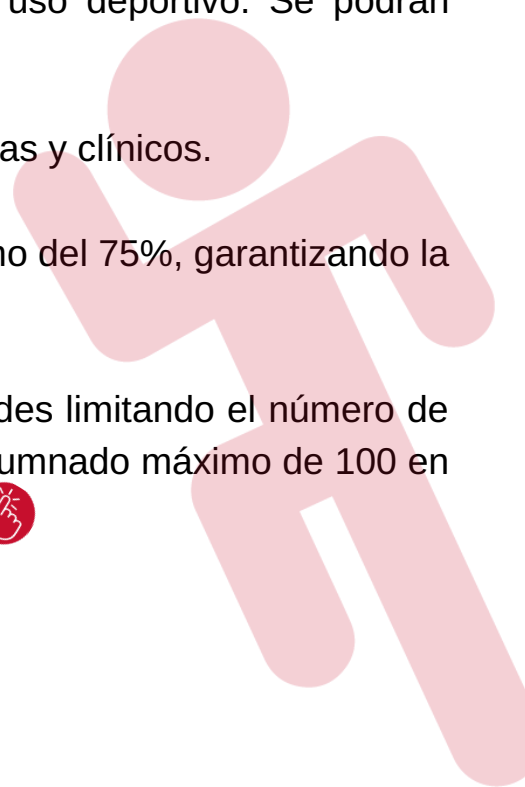 uso deportivo. Se podrán
as y clínicos.
o del 75%, garantizando la
des limitando el número de
umnado máximo de 100 en